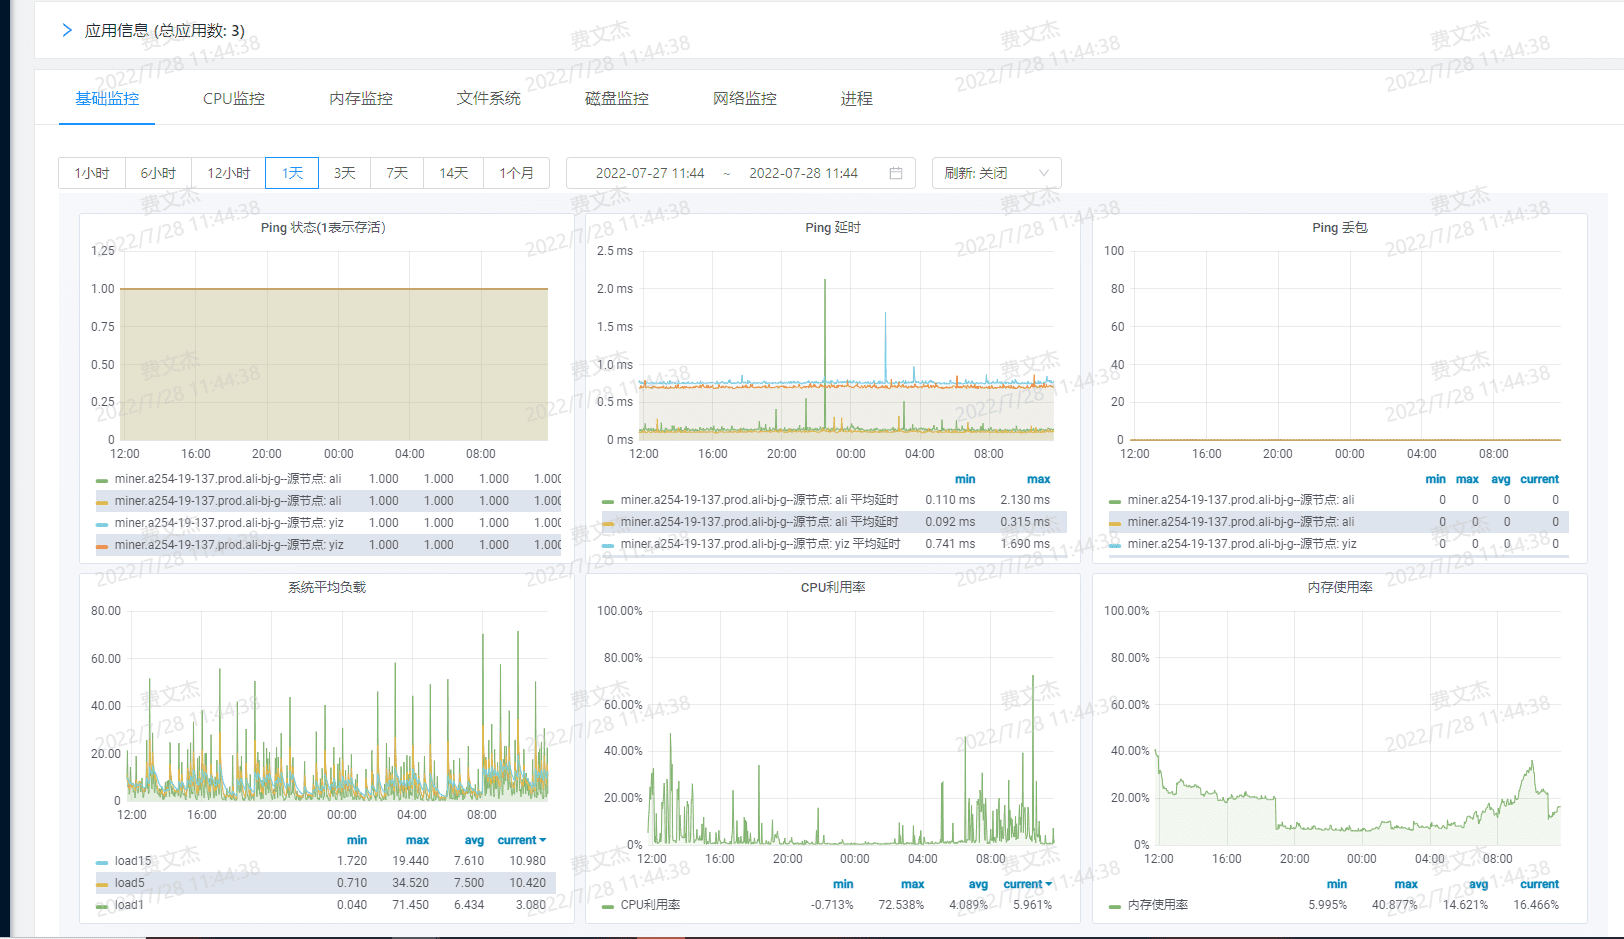 应用信息 (总应用数: 3)
基础监控 CPU监控 内存监控 文件系统 磁盘监控 网络监控 进程
1小时 6小时 12小时 1天 3天 7天 14天 1个月 2022-07-27 11:44 ~ 2022-07-28 11:44 刷新: 关闭
Ping 状态(1表示存活)
1.25
1.00
0.75
0.50
0.25
0
12:00 16:00 20:00 00:00 04:00 08:00
miner.a254-19-137.prod.ali-bj-g--源节点: ali 1.000 1.000 1.000 1.000
miner.a254-19-137.prod.ali-bj-g--源节点: ali 1.000 1.000 1.000 1.000
miner.a254-19-137.prod.ali-bj-g--源节点: yiz 1.000 1.000 1.000 1.000
miner.a254-19-137.prod.ali-bj-g--源节点: yiz 1.000 1.000 1.000 1.000
Ping 延时
2.5 ms
2.0 ms
1.5 ms
1.0 ms
0.5 ms
0 ms
12:00 16:00 20:00 00:00 04:00 08:00
min max
miner.a254-19-137.prod.ali-bj-g--源节点: ali 平均延时 0.110 ms 2.130 ms
miner.a254-19-137.prod.ali-bj-g--源节点: ali 平均延时 0.092 ms 0.315 ms
miner.a254-19-137.prod.ali-bj-g--源节点: yiz 平均延时 0.741 ms 1.690 ms
Ping 丢包
100
80
60
40
20
0
12:00 16:00 20:00 00:00 04:00 08:00
min max avg current
miner.a254-19-137.prod.ali-bj-g--源节点: ali 0 0 0 0
miner.a254-19-137.prod.ali-bj-g--源节点: ali 0 0 0 0
miner.a254-19-137.prod.ali-bj-g--源节点: yiz 0 0 0 0
系统平均负载
80.00
60.00
40.00
20.00
0
12:00 16:00 20:00 00:00 04:00 08:00
min max avg current
load15 1.720 19.440 7.610 10.980
load5 0.710 34.520 7.500 10.420
load1 0.040 71.450 6.434 3.080
CPU利用率
100.00%
80.00%
60.00%
40.00%
20.00%
0%
12:00 16:00 20:00 00:00 04:00 08:00
min max avg current
CPU利用率 -0.713% 72.538% 4.089% 5.961%
内存使用率
100.00%
80.00%
60.00%
40.00%
20.00%
0%
12:00 16:00 20:00 00:00 04:00 08:00
min max avg current
内存使用率 5.995% 40.877% 14.621% 16.466%
费文杰
2022/7/28 11:44:38